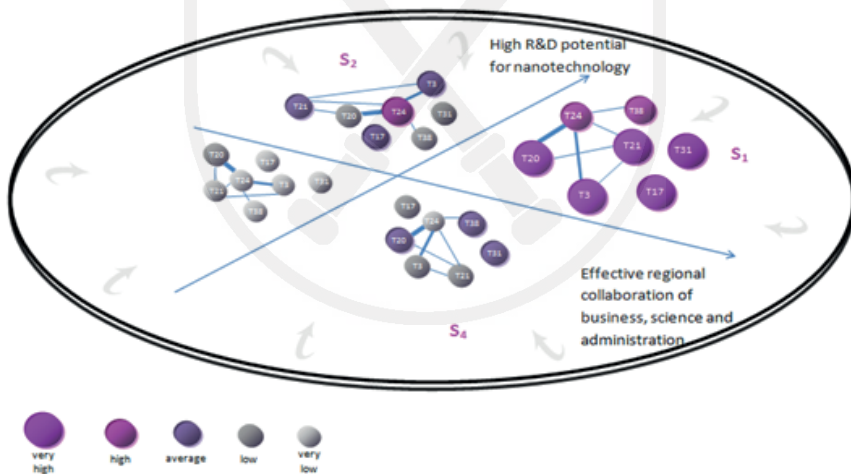 High R&D potential
for nanotechnology
S₂
T3
T21
T20
T24
T31
T17
T38
T24
T38
T20
T21
T31
S₁
T3
T17
T20
T17
T24
T21
T3
T31
T38
T17
T24
T38
T20
T31
T3
T21
Effective regional
collaboration of
business, science and
administration
S₄
very
high
high
average
low
very
low